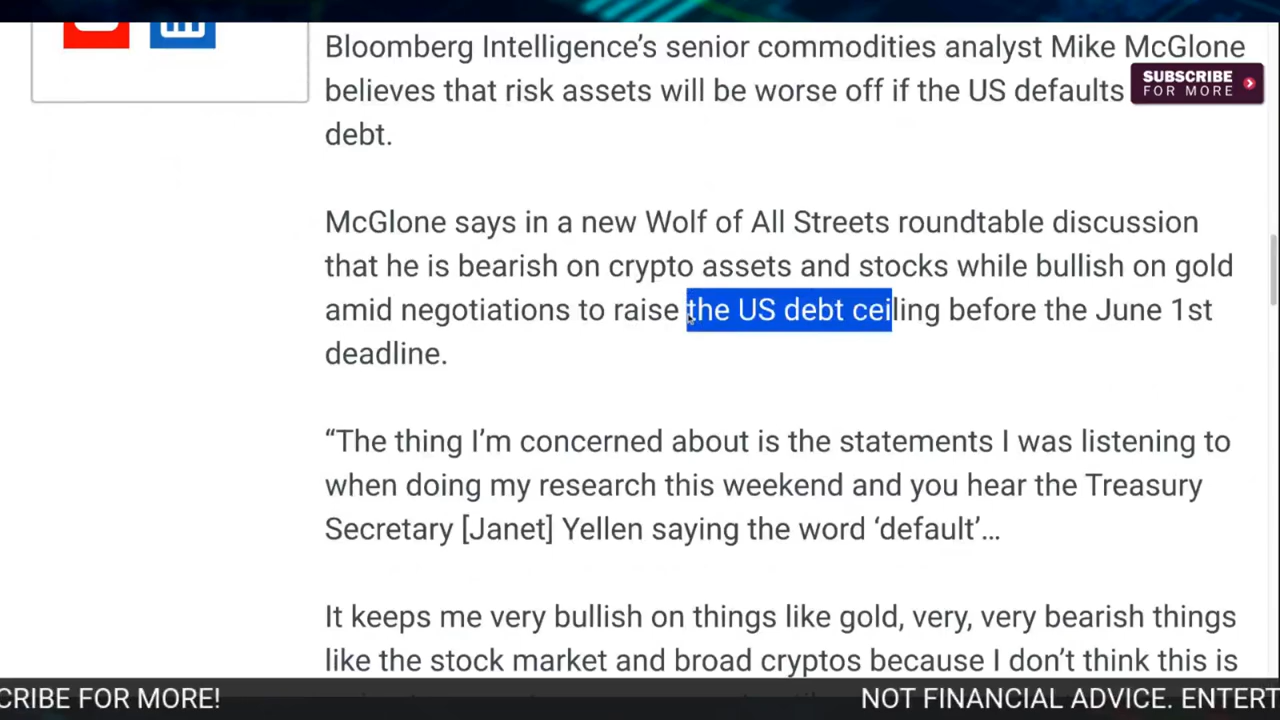 Bloomberg Intelligence’s senior commodities analyst Mike McGlone
believes that risk assets will be worse off if the US defaults
SUBSCRIBE
FOR MORE
debt.
McGlone says in a new Wolf of All Streets roundtable discussion
that he is bearish on crypto assets and stocks while bullish on gold
amid negotiations to raise the US debt ceiling before the June 1st
deadline.
“The thing I’m concerned about is the statements I was listening to
when doing my research this weekend and you hear the Treasury
Secretary [Janet] Yellen saying the word ‘default’…
It keeps me very bullish on things like gold, very, very bearish things
like the stock market and broad cryptos because I don’t think this is
CRIBE FOR MORE! NOT FINANCIAL ADVICE. ENTERT